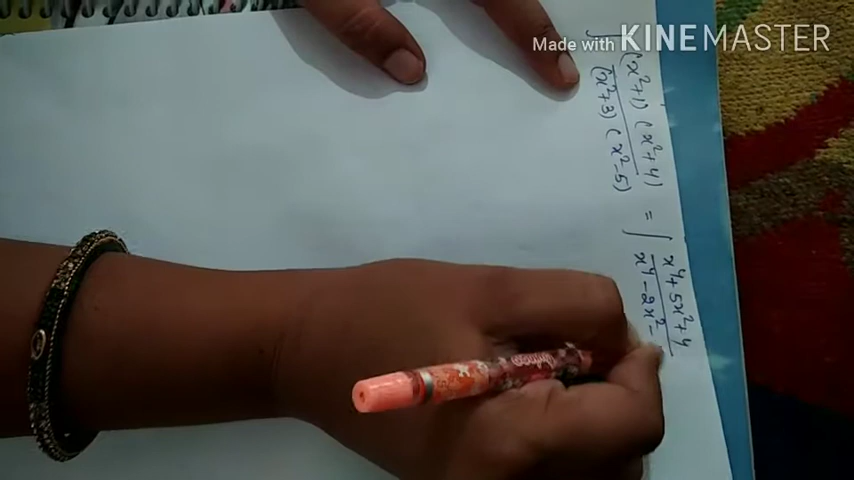 Made with KINEMASTER
∫ (x²+1) (x²+4) / (x²+3) (x²-5) = ∫ x⁴+5x²+4 / x⁴-2x²-